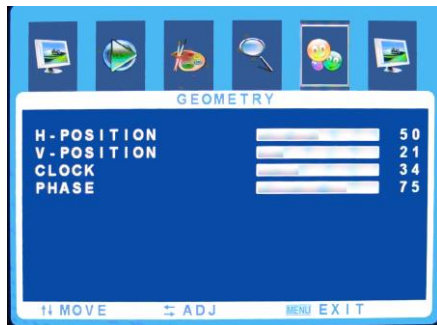 GEOMETRY
H-POSITION 50
V-POSITION 21
CLOCK 34
PHASE 75
↑↓ MOVE ⇆ ADJ MENU EXIT